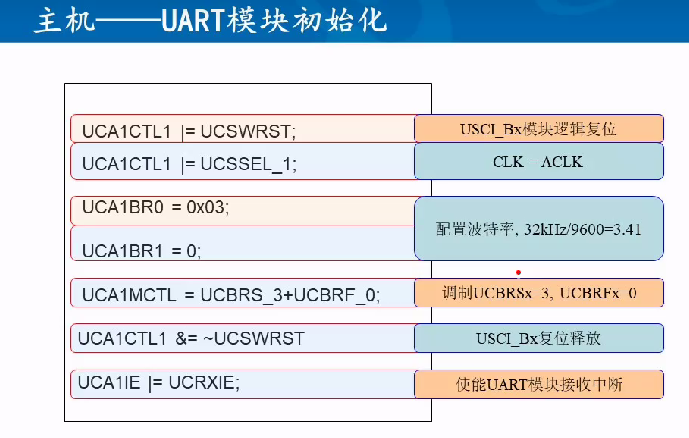 主机——UART模块初始化
UCA1CTL1 |= UCSWRST;
USCI_Bx模块逻辑复位
UCA1CTL1 |= UCSSEL_1;
CLK ACLK
UCA1BR0 = 0x03;
UCA1BR1 = 0;
配置波特率, 32kHz/9600=3.41
UCA1MCTL = UCBRS_3+UCBRF_0;
调制UCBRSx 3, UCBRFx 0
UCA1CTL1 &= ~UCSWRST
USCI_Bx复位释放
UCA1IE |= UCRXIE;
使能UART模块接收中断